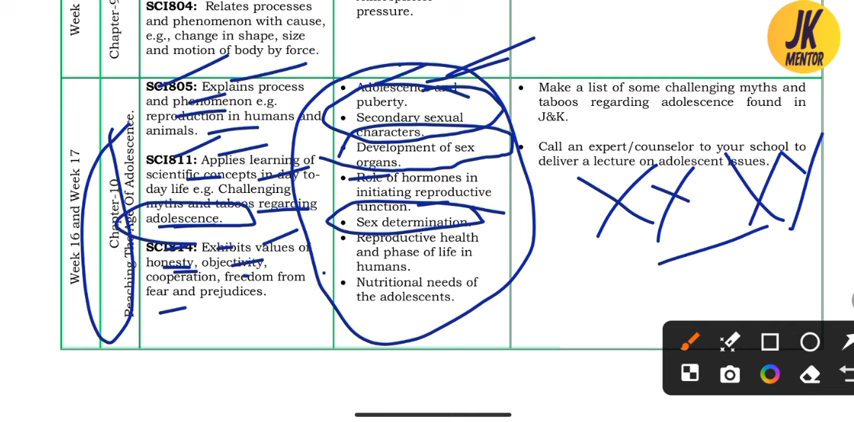 Week
Chapter-9
SCI804: Relates processes
and phenomenon with cause,
e.g., change in shape, size
and motion of body by force.
pressure.
JK
MENTOR
Week 16 and Week 17
Chapter-10
Reaching The Age Of Adolescence.
SCI805: Explains process
and phenomenon e.g.
reproduction in humans and
animals.
SCI811: Applies learning of
scientific concepts in day to-
day life e.g. Challenging
myths and taboos regarding
adolescence.
SCI814: Exhibits values of
honesty, objectivity,
cooperation, freedom from
fear and prejudices.
• Adolescence and
puberty.
• Secondary sexual
characters.
• Development of sex
organs.
• Role of hormones in
initiating reproductive
function.
• Sex determination.
• Reproductive health
and phase of life in
humans.
• Nutritional needs of
the adolescents.
• Make a list of some challenging myths and
taboos regarding adolescence found in
J&K.
• Call an expert/counselor to your school to
deliver a lecture on adolescent issues.